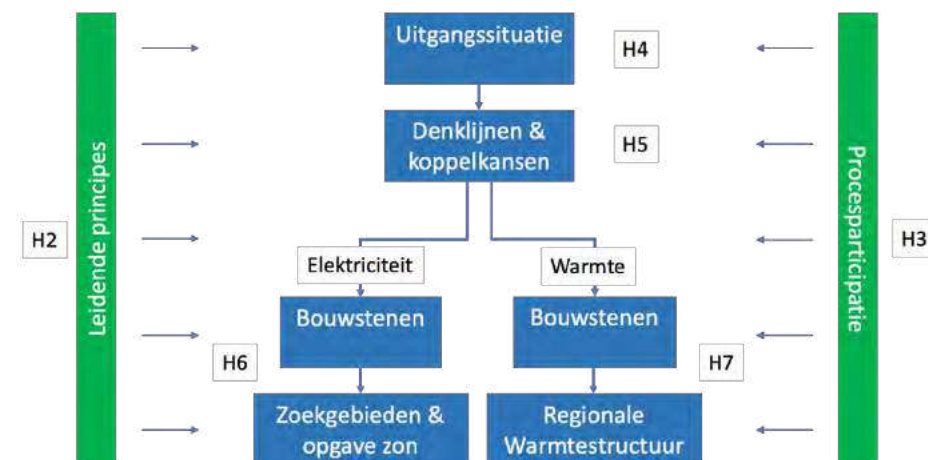 Uitgangssituatie
H4
Denklijnen &
koppelkansen
H5
H2
Leidende principes
Procesparticipatie
H3
Elektriciteit
Warmte
Bouwstenen
Bouwstenen
H6
H7
Zoekgebieden &
opgave zon
Regionale
Warmtestructuur